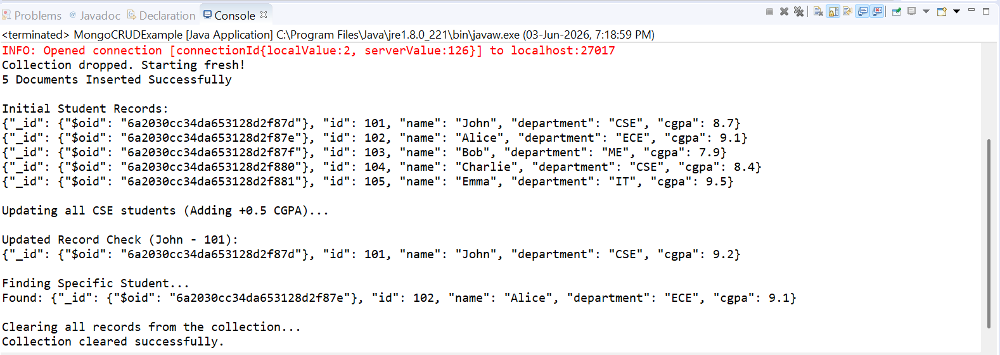 Problems @ Javadoc Declaration Console
<terminated> MongoCRUDExample [Java Application] C:\Program Files\Java\jre1.8.0_221\bin\javaw.exe (03-Jun-2026, 7:18:59 PM)
INFO: Opened connection [connectionId{localValue:2, serverValue:126}] to localhost:27017
Collection dropped. Starting fresh!
5 Documents Inserted Successfully
Initial Student Records:
{"_id": {"$oid": "6a2030cc34da653128d2f87d"}, "id": 101, "name": "John", "department": "CSE", "cgpa": 8.7}
{"_id": {"$oid": "6a2030cc34da653128d2f87e"}, "id": 102, "name": "Alice", "department": "ECE", "cgpa": 9.1}
{"_id": {"$oid": "6a2030cc34da653128d2f87f"}, "id": 103, "name": "Bob", "department": "ME", "cgpa": 7.9}
{"_id": {"$oid": "6a2030cc34da653128d2f880"}, "id": 104, "name": "Charlie", "department": "CSE", "cgpa": 8.4}
{"_id": {"$oid": "6a2030cc34da653128d2f881"}, "id": 105, "name": "Emma", "department": "IT", "cgpa": 9.5}
Updating all CSE students (Adding +0.5 CGPA)...
Updated Record Check (John - 101):
{"_id": {"$oid": "6a2030cc34da653128d2f87d"}, "id": 101, "name": "John", "department": "CSE", "cgpa": 9.2}
Finding Specific Student...
Found: {"_id": {"$oid": "6a2030cc34da653128d2f87e"}, "id": 102, "name": "Alice", "department": "ECE", "cgpa": 9.1}
Clearing all records from the collection...
Collection cleared successfully.